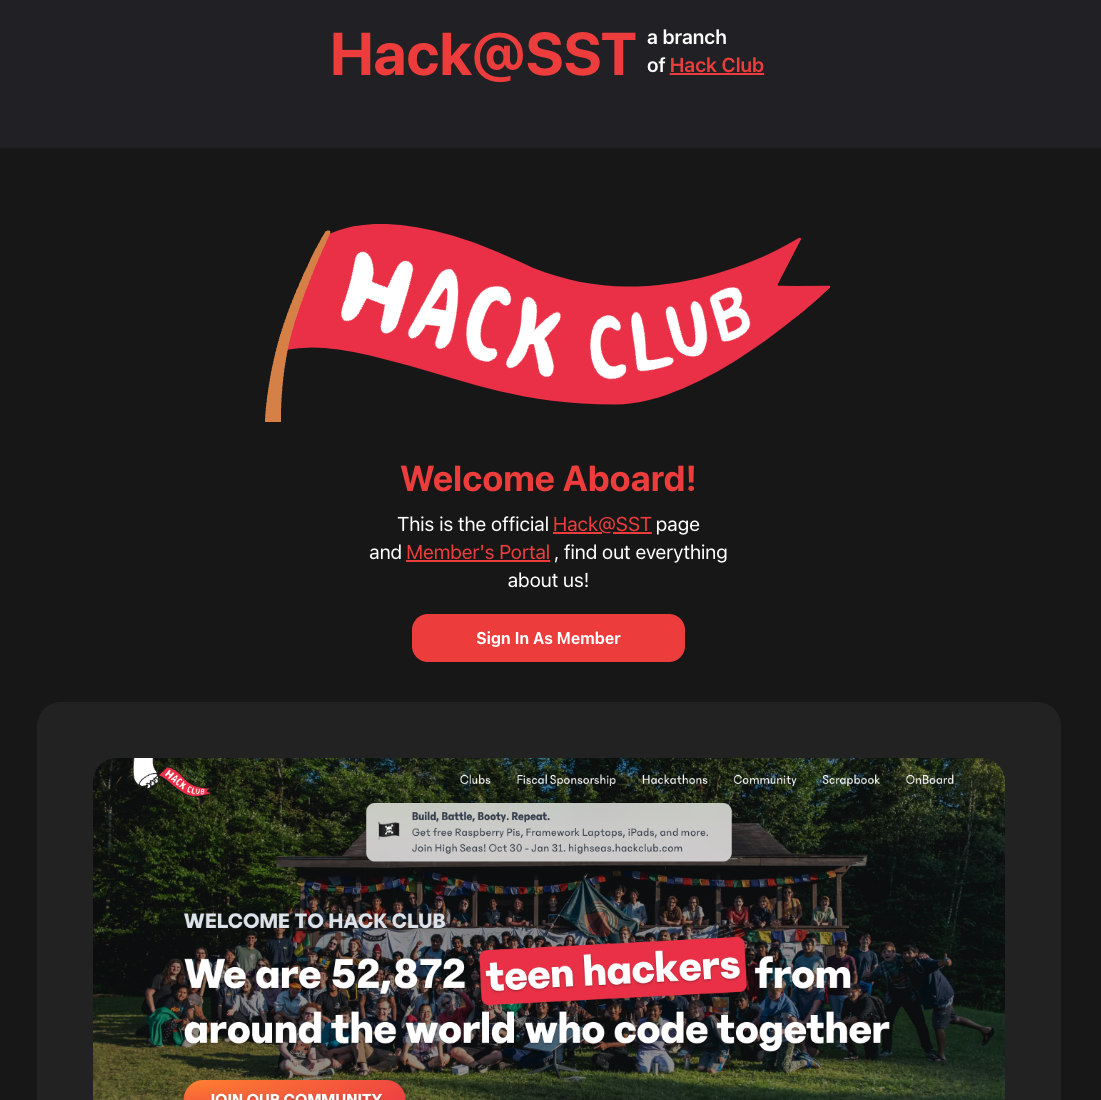 Hack@SST
a branch
of Hack Club
HACK CLUB
Welcome Aboard!
This is the official Hack@SST page
and Member's Portal , find out everything
about us!
Sign In As Member
HACK CLUB
Clubs Fiscal Sponsorship Hackathons Community Scrapbook OnBoard
Build, Battle, Booty. Repeat.
Get free Raspberry Pis, Framework Laptops, iPads, and more.
Join High Seas! Oct 30 - Jan 31. highseas.hackclub.com
WELCOME TO HACK CLUB
We are 52,872 teen hackers from
around the world who code together
JOIN OUR COMMUNITY